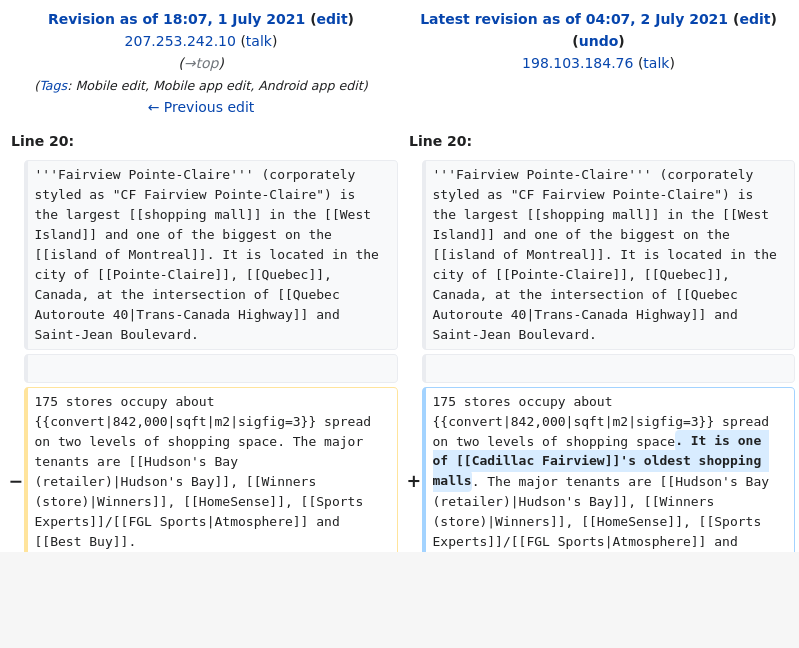 Revision as of 18:07, 1 July 2021 (edit)
207.253.242.10 (talk)
(→top)
(Tags: Mobile edit, Mobile app edit, Android app edit)
← Previous edit
Latest revision as of 04:07, 2 July 2021 (edit)
(undo)
198.103.184.76 (talk)
Line 20:
'''Fairview Pointe-Claire''' (corporately
styled as "CF Fairview Pointe-Claire") is
the largest [[shopping mall]] in the [[West
Island]] and one of the biggest on the
[[island of Montreal]]. It is located in the
city of [[Pointe-Claire]], [[Quebec]],
Canada, at the intersection of [[Quebec
Autoroute 40|Trans-Canada Highway]] and
Saint-Jean Boulevard.
−
175 stores occupy about
{{convert|842,000|sqft|m2|sigfig=3}} spread
on two levels of shopping space. The major
tenants are [[Hudson's Bay
(retailer)|Hudson's Bay]], [[Winners
(store)|Winners]], [[HomeSense]], [[Sports
Experts]]/[[FGL Sports|Atmosphere]] and
[[Best Buy]].
Line 20:
'''Fairview Pointe-Claire''' (corporately
styled as "CF Fairview Pointe-Claire") is
the largest [[shopping mall]] in the [[West
Island]] and one of the biggest on the
[[island of Montreal]]. It is located in the
city of [[Pointe-Claire]], [[Quebec]],
Canada, at the intersection of [[Quebec
Autoroute 40|Trans-Canada Highway]] and
Saint-Jean Boulevard.
+
175 stores occupy about
{{convert|842,000|sqft|m2|sigfig=3}} spread
on two levels of shopping space. It is one
of [[Cadillac Fairview]]'s oldest shopping
malls. The major tenants are [[Hudson's Bay
(retailer)|Hudson's Bay]], [[Winners
(store)|Winners]], [[HomeSense]], [[Sports
Experts]]/[[FGL Sports|Atmosphere]] and